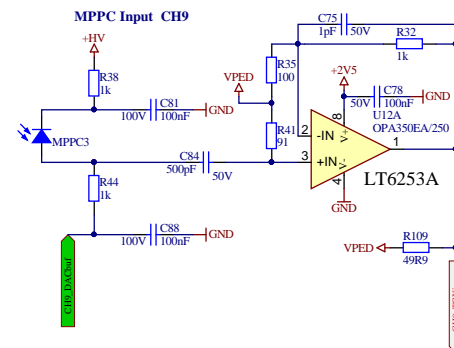 MPPC Input  CH9
+HV
R38
1k
C81
100V
100nF
GND
MPPC3
R44
1k
C84
500pF
50V
C88
100V
100nF
GND
CH9_DACbuf
VPED
R35
100
R41
91
C75
1pF
50V
R32
1k
+2V5
C78
50V
100nF
GND
U12A
OPA350EA/250
2
-IN
3
+IN
8
V+
V-
4
1
LT6253A
GND
R109
VPED
49R9